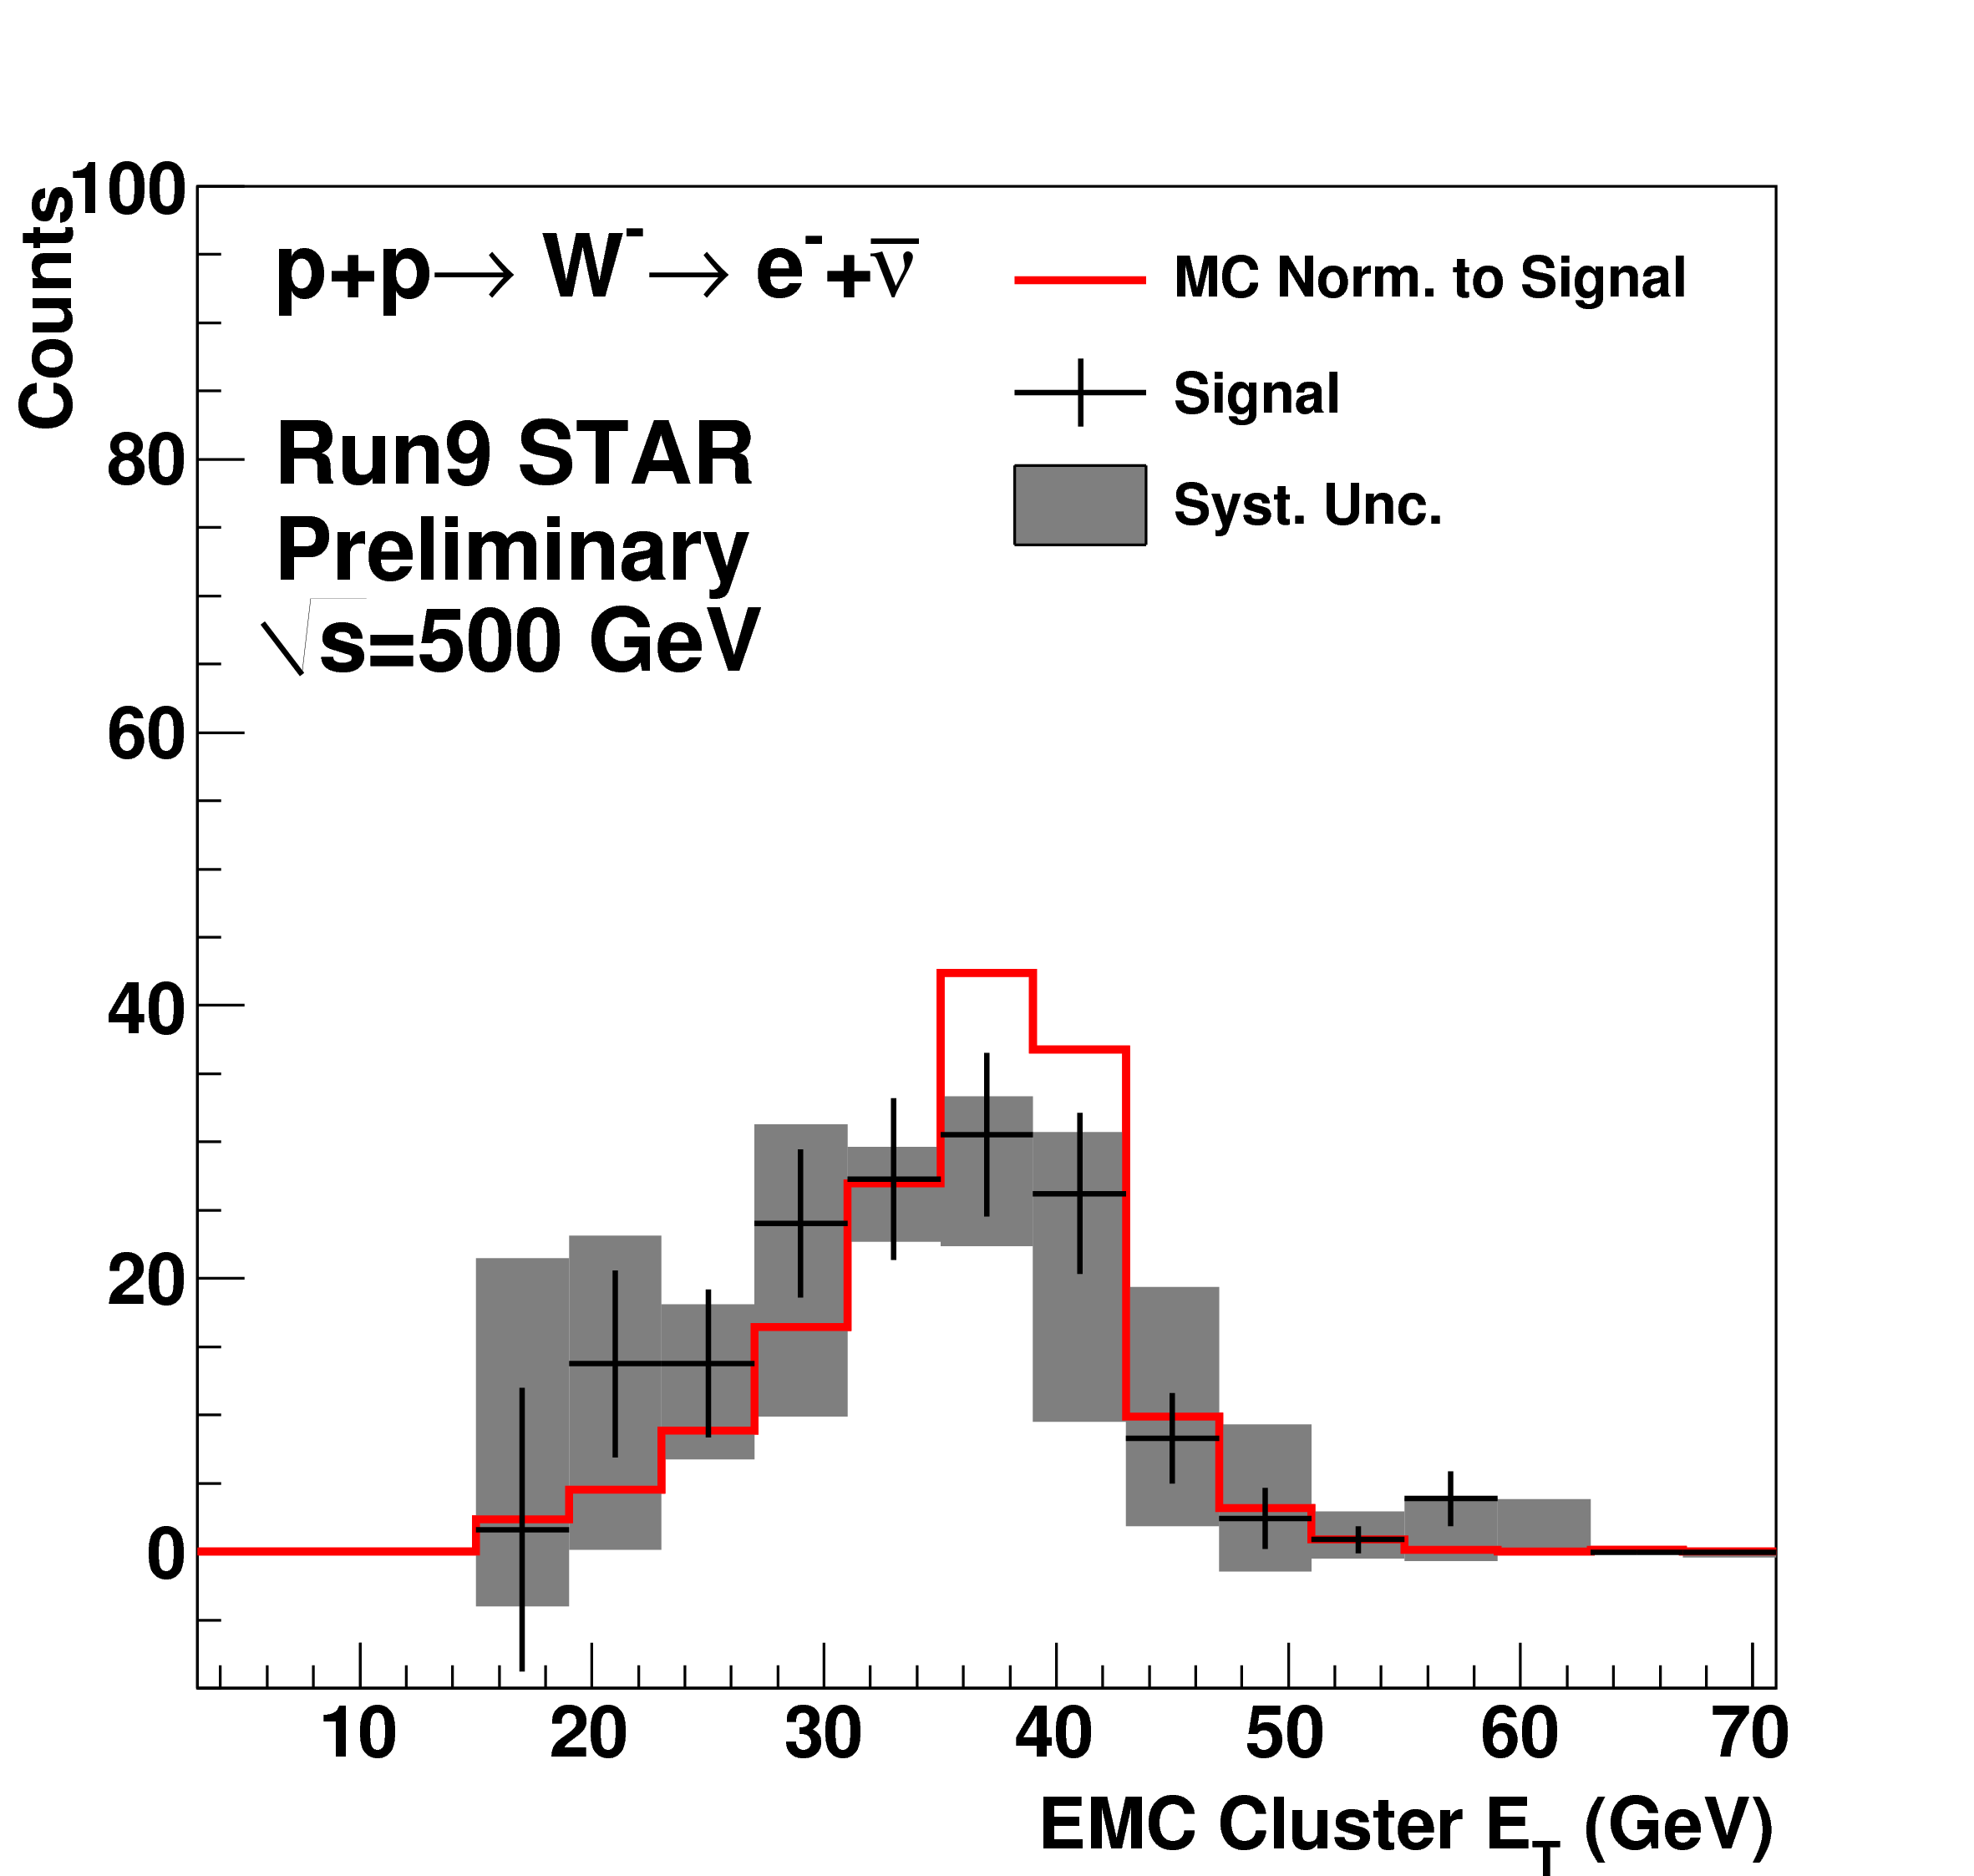 p+p→ W⁻→ e⁻+ν̅
MC Norm. to Signal
Signal
Syst. Unc.
Run9 STAR
Preliminary
√s=500 GeV
Counts
100
80
60
40
20
0
10 20 30 40 50 60 70
EMC Cluster E_T (GeV)